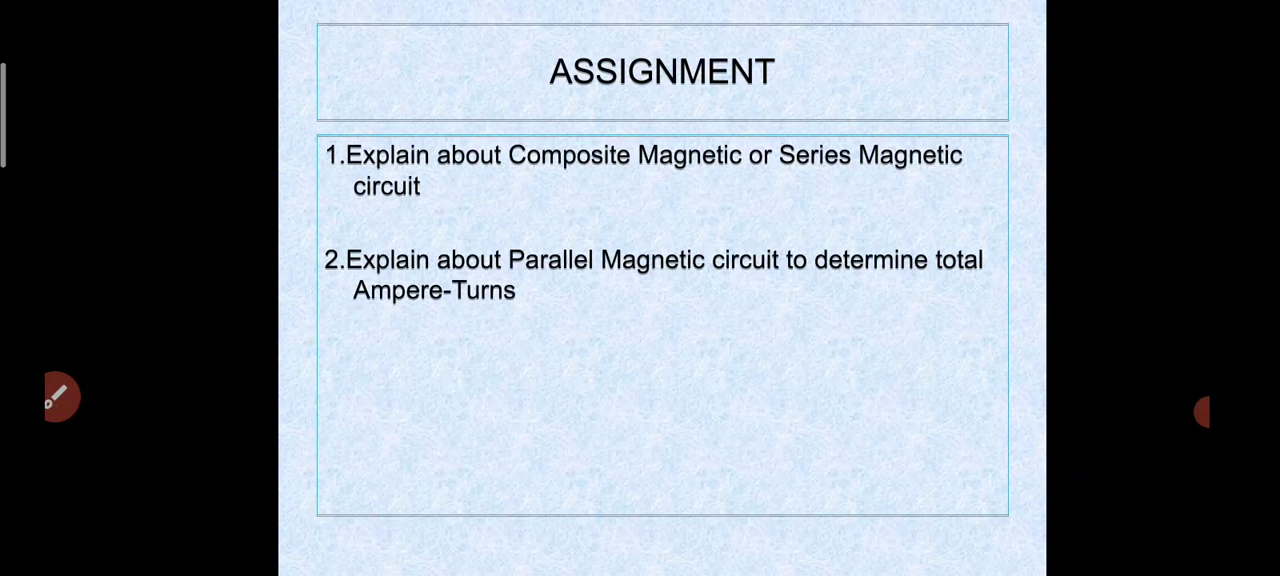 ASSIGNMENT
1.Explain about Composite Magnetic or Series Magnetic
circuit
2.Explain about Parallel Magnetic circuit to determine total
Ampere-Turns